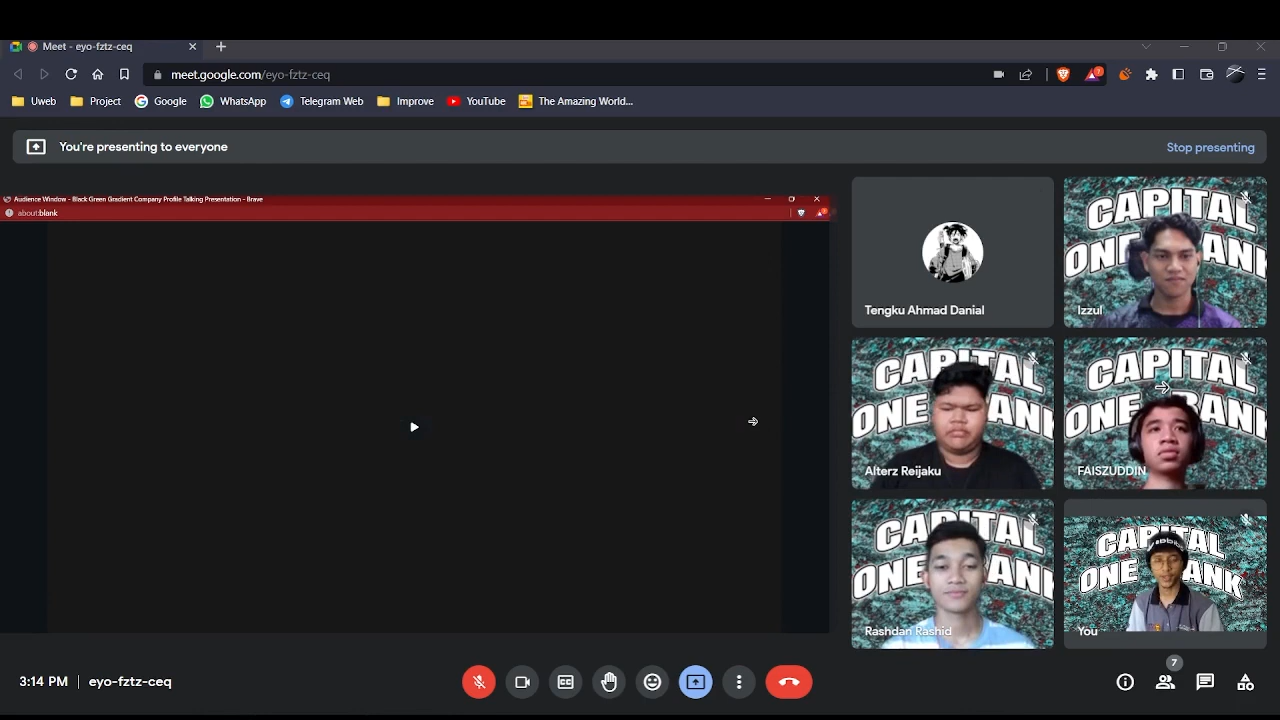 Meet - eyo-fztz-ceq
meet.google.com/eyo-fztz-ceq
7
Uweb
Project
Google
WhatsApp
Telegram Web
Improve
YouTube
The Amazing World...
You're presenting to everyone
Stop presenting
Audience Window - Black Green Gradient Company Profile Talking Presentation - Brave
about:blank
Tengku Ahmad Danial
CAPITAL
ONE BANK
Izzul
CAPITAL
ONE BANK
Alterz Reijaku
CAPITAL
ONE BANK
FAISZUDDIN
CAPITAL
ONE BANK
Rashdan Rashid
CAPITAL
ONE BANK
You
3:14 PM
eyo-fztz-ceq
7